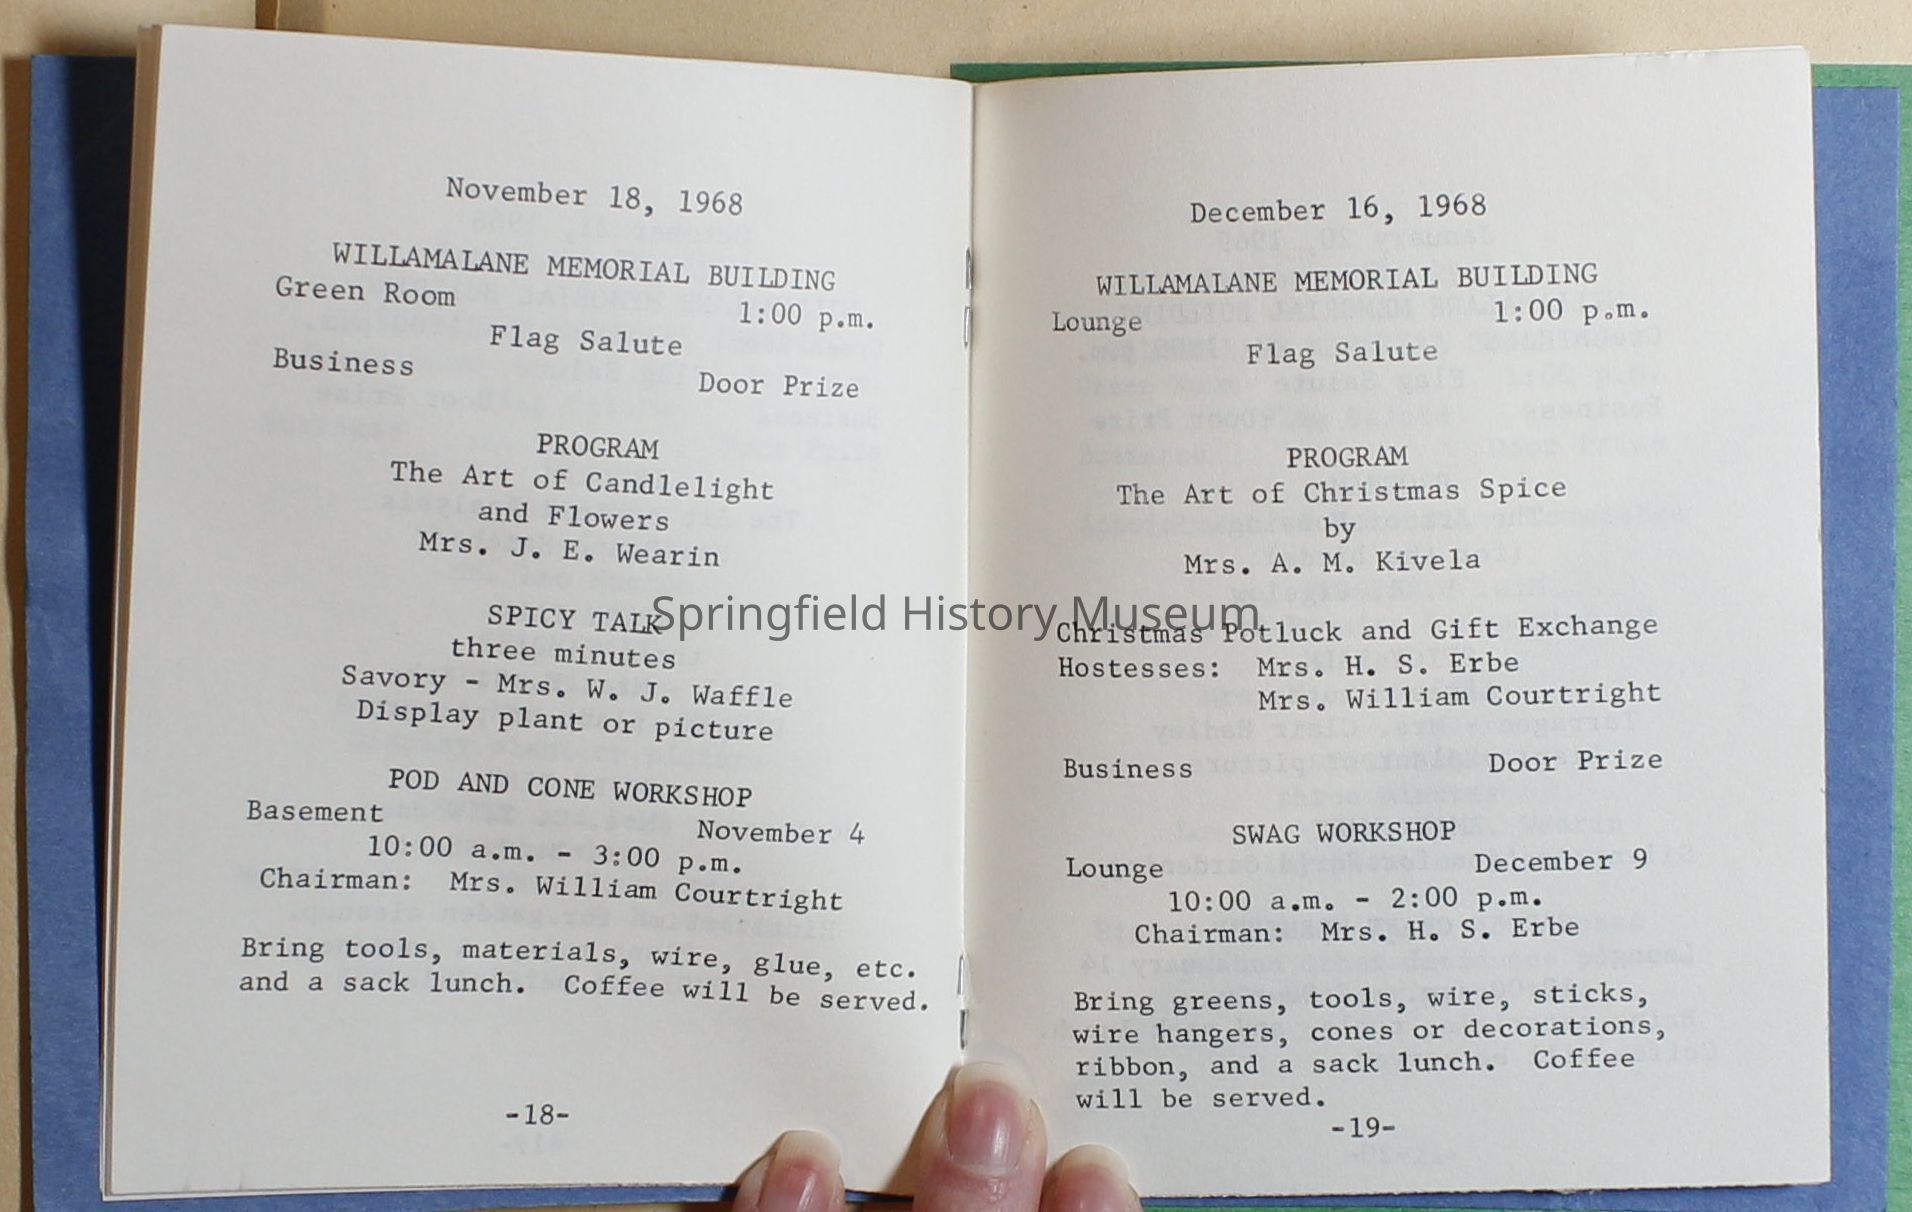 November 18, 1968
WILLAMALANE MEMORIAL BUILDING
Green Room 1:00 p.m.
Flag Salute
Business Door Prize
PROGRAM
The Art of Candlelight
and Flowers
Mrs. J. E. Wearin
SPICY TALK
three minutes
Savory - Mrs. W. J. Waffle
Display plant or picture
POD AND CONE WORKSHOP
Basement November 4
10:00 a.m. - 3:00 p.m.
Chairman: Mrs. William Courtright
Bring tools, materials, wire, glue, etc.
and a sack lunch. Coffee will be served.
-18-
December 16, 1968
WILLAMALANE MEMORIAL BUILDING
Lounge 1:00 p.m.
Flag Salute
PROGRAM
The Art of Christmas Spice
by
Mrs. A. M. Kivela
Christmas Potluck and Gift Exchange
Hostesses: Mrs. H. S. Erbe
Mrs. William Courtright
Business Door Prize
SWAG WORKSHOP
Lounge December 9
10:00 a.m. - 2:00 p.m.
Chairman: Mrs. H. S. Erbe
Bring greens, tools, wire, sticks,
wire hangers, cones or decorations,
ribbon, and a sack lunch. Coffee
will be served.
-19-
Springfield History Museum